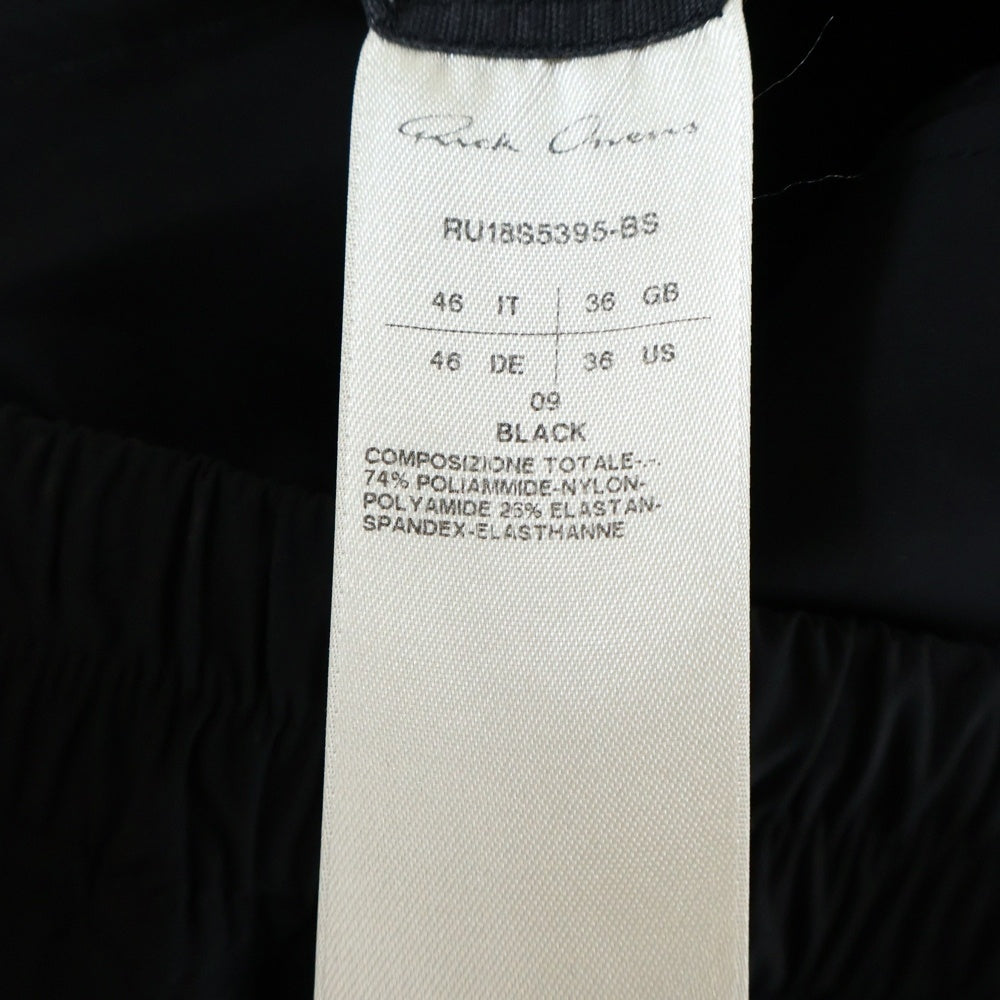 Rick Owens
RU18S5395-BS
46 IT 36 GB
46 DE 36 US
09
BLACK
COMPOSIZIONE TOTALE-.-.
74% POLIAMMIDE-NYLON-
POLYAMIDE 26% ELASTAN-
SPANDEX-ELASTHANNE